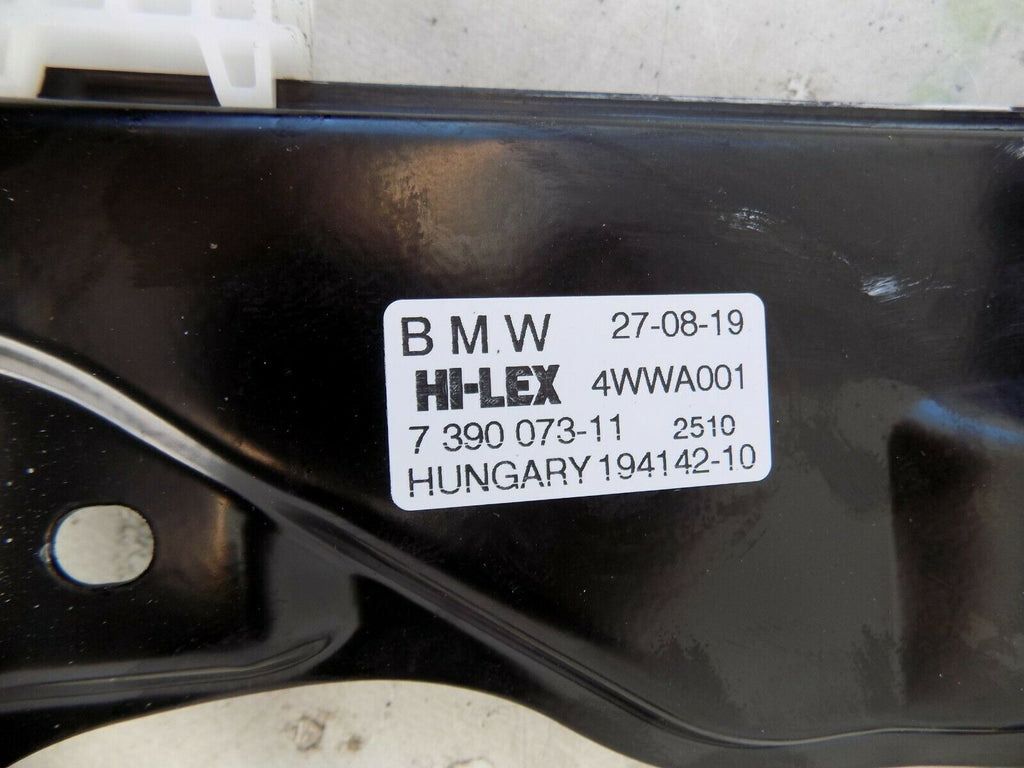 BMW 27-08-19
HI-LEX 4WWA001
7 390 073-11 2510
HUNGARY 194142-10